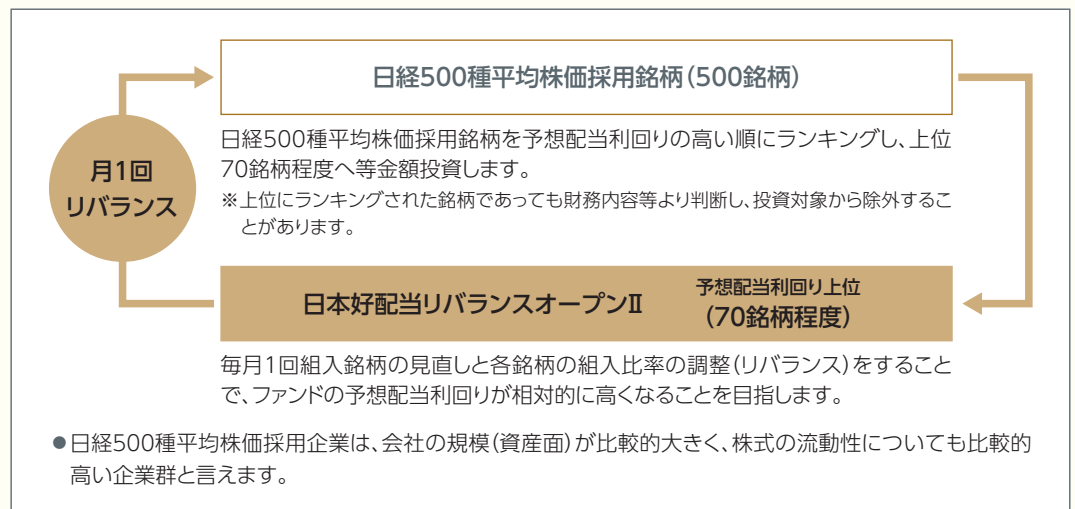 日経500種平均株価採用銘柄(500銘柄)
日経500種平均株価採用銘柄を予想配当利回りの高い順にランキングし、上位
70銘柄程度へ等金額投資します。
※上位にランキングされた銘柄であっても財務内容等より判断し、投資対象から除外するこ
とがあります。
月1回
リバランス
日本好配当リバランスオープンⅡ
予想配当利回り上位
(70銘柄程度)
毎月1回組入銘柄の見直しと各銘柄の組入比率の調整(リバランス)をすること
で、ファンドの予想配当利回りが相対的に高くなることを目指します。
●日経500種平均株価採用企業は、会社の規模(資産面)が比較的大きく、株式の流動性についても比較的
高い企業群と言えます。